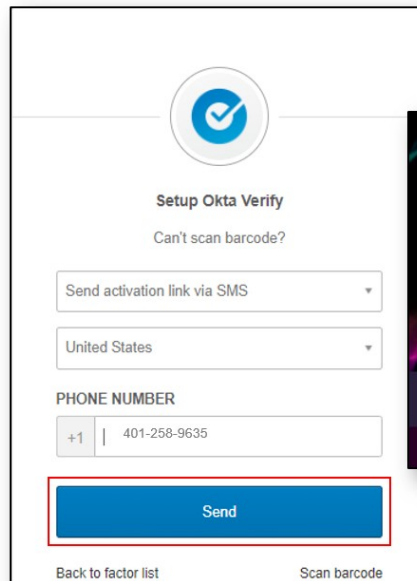 Setup Okta Verify
Can't scan barcode?
Send activation link via SMS
United States
PHONE NUMBER
+1 401-258-9635
Send
Back to factor list Scan barcode